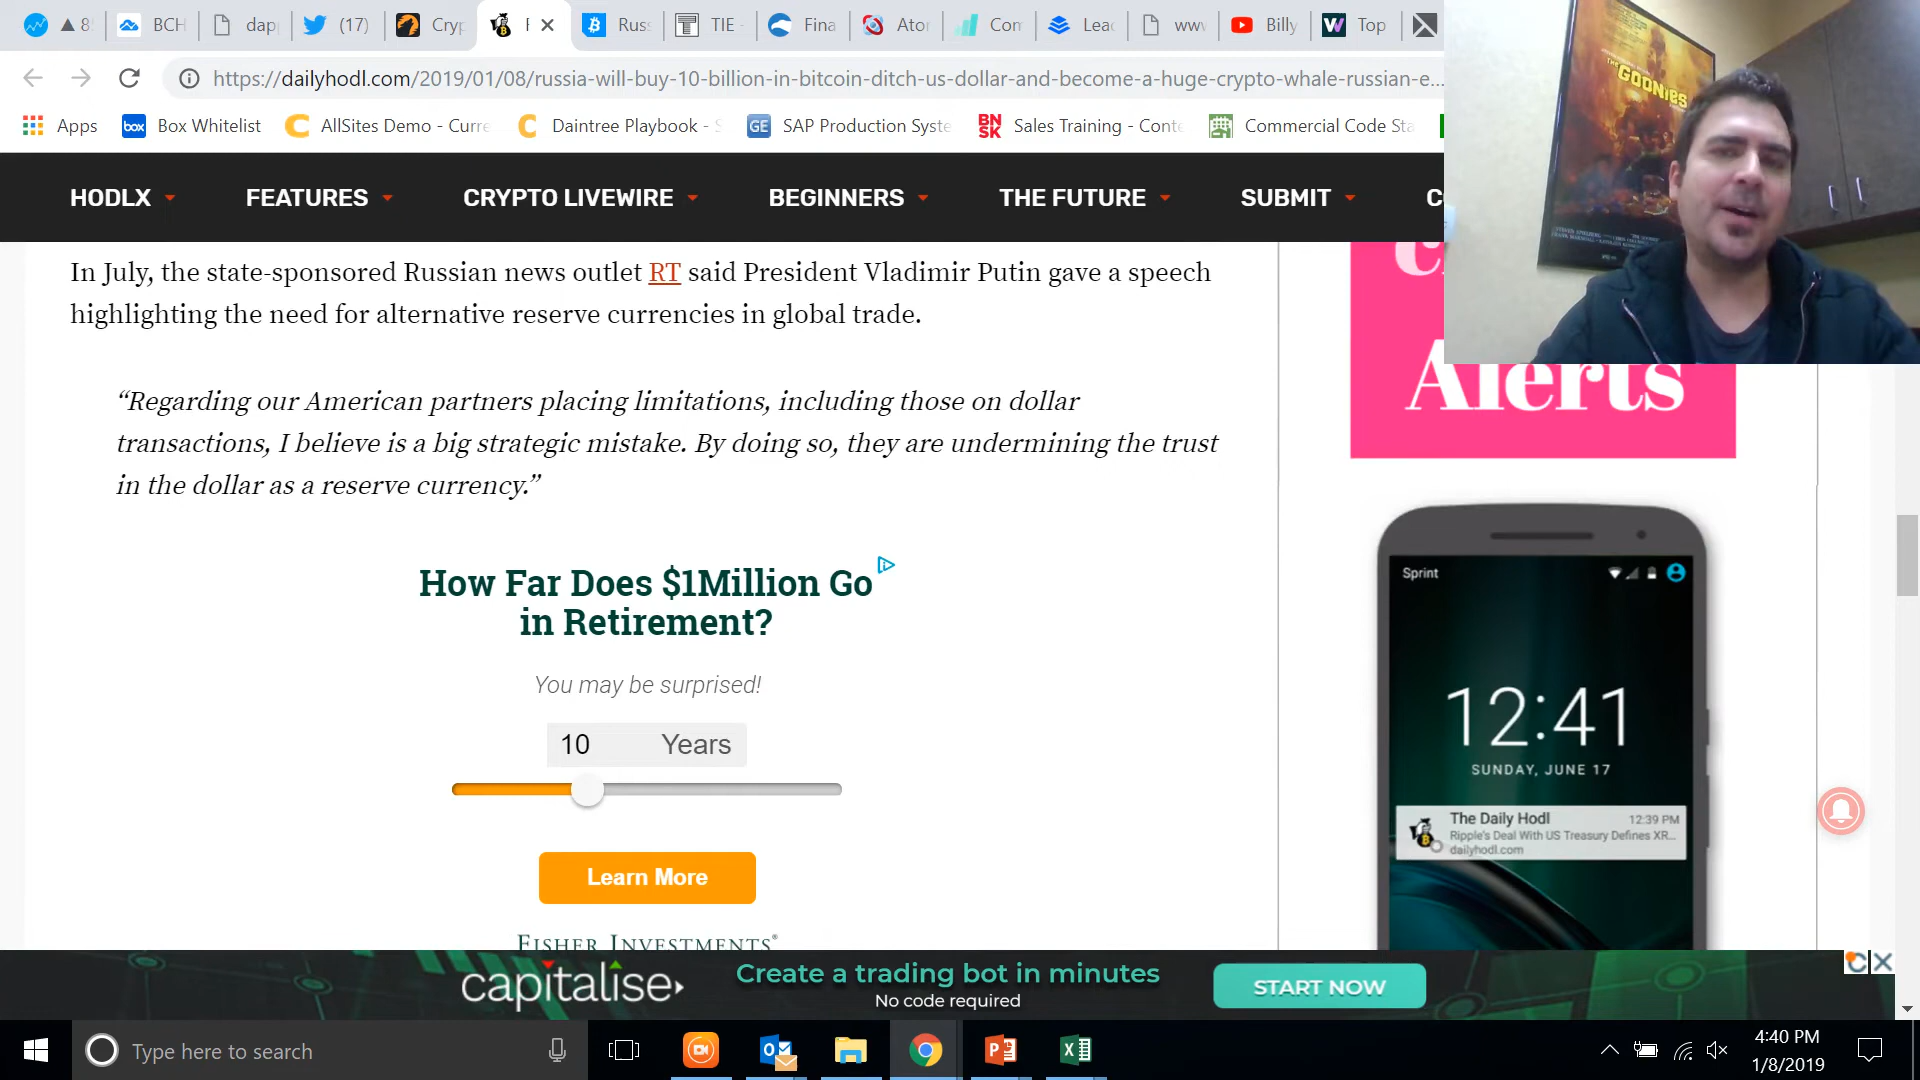 8
BCH
dap
(17)
Cryp
F
Russ
TIE -
Fina
Ator
Con
Lead
www
Billy
Top
https://dailyhodl.com/2019/01/08/russia-will-buy-10-billion-in-bitcoin-ditch-us-dollar-and-become-a-huge-crypto-whale-russian-e...
Apps
box
Box Whitelist
AllSites Demo - Curre
Daintree Playbook - S
GE
SAP Production Syste
BN
SK
Sales Training - Conte
Commercial Code Sta
THE GOONIES
HODLX
FEATURES
CRYPTO LIVEWIRE
BEGINNERS
THE FUTURE
SUBMIT
C
In July, the state-sponsored Russian news outlet RT said President Vladimir Putin gave a speech
highlighting the need for alternative reserve currencies in global trade.
“Regarding our American partners placing limitations, including those on dollar
transactions, I believe is a big strategic mistake. By doing so, they are undermining the trust
in the dollar as a reserve currency.”
Alerts
How Far Does $1Million Go
in Retirement?
You may be surprised!
10 Years
Learn More
FISHER INVESTMENTS®
Sprint
12:41
SUNDAY, JUNE 17
The Daily Hodl 12:39 PM
Ripple's Deal With US Treasury Defines XR...
dailyhodl.com
capitalise
Create a trading bot in minutes
No code required
START NOW
Type here to search
4:40 PM
1/8/2019